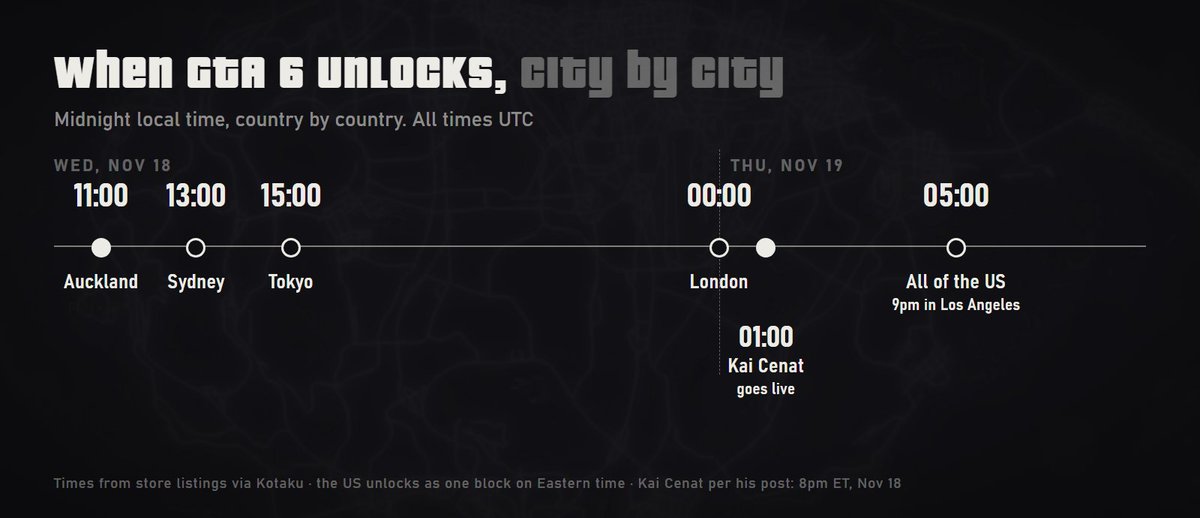 When GTA 6 unlocks, city by city
Midnight local time, country by country. All times UTC
WED, NOV 18
THU, NOV 19
11:00
13:00
15:00
00:00
05:00
Auckland
Sydney
Tokyo
London
All of the US
9pm in Los Angeles
01:00
Kai Cenat
goes live
Times from store listings via Kotaku · the US unlocks as one block on Eastern time · Kai Cenat per his post: 8pm ET, Nov 18